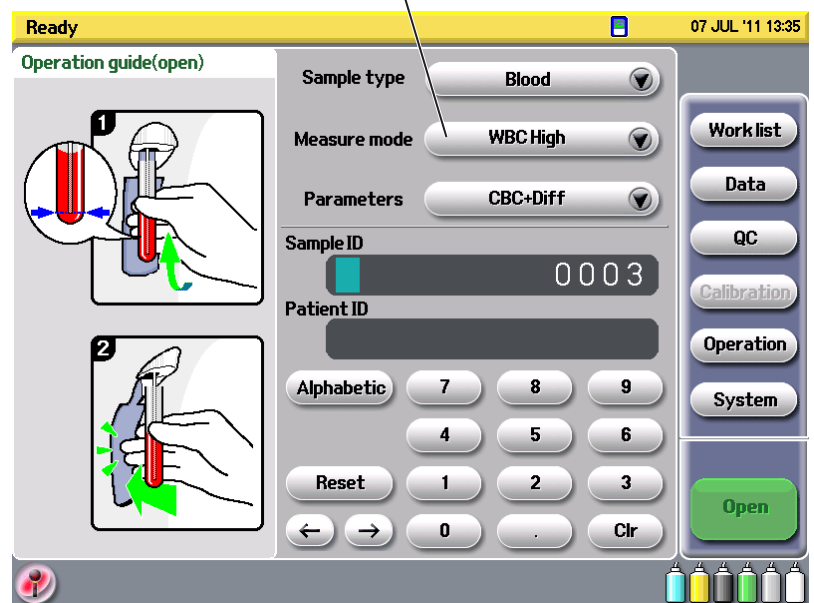 Ready
07 JUL '11 13:35
Operation guide(open)
1
2
Sample type
Blood
Measure mode
WBC High
Parameters
CBC+Diff
Sample ID
0003
Patient ID
Alphabetic 7 8 9
4 5 6
Reset 1 2 3
← → 0 . Clr
Work list
Data
QC
Calibration
Operation
System
Open